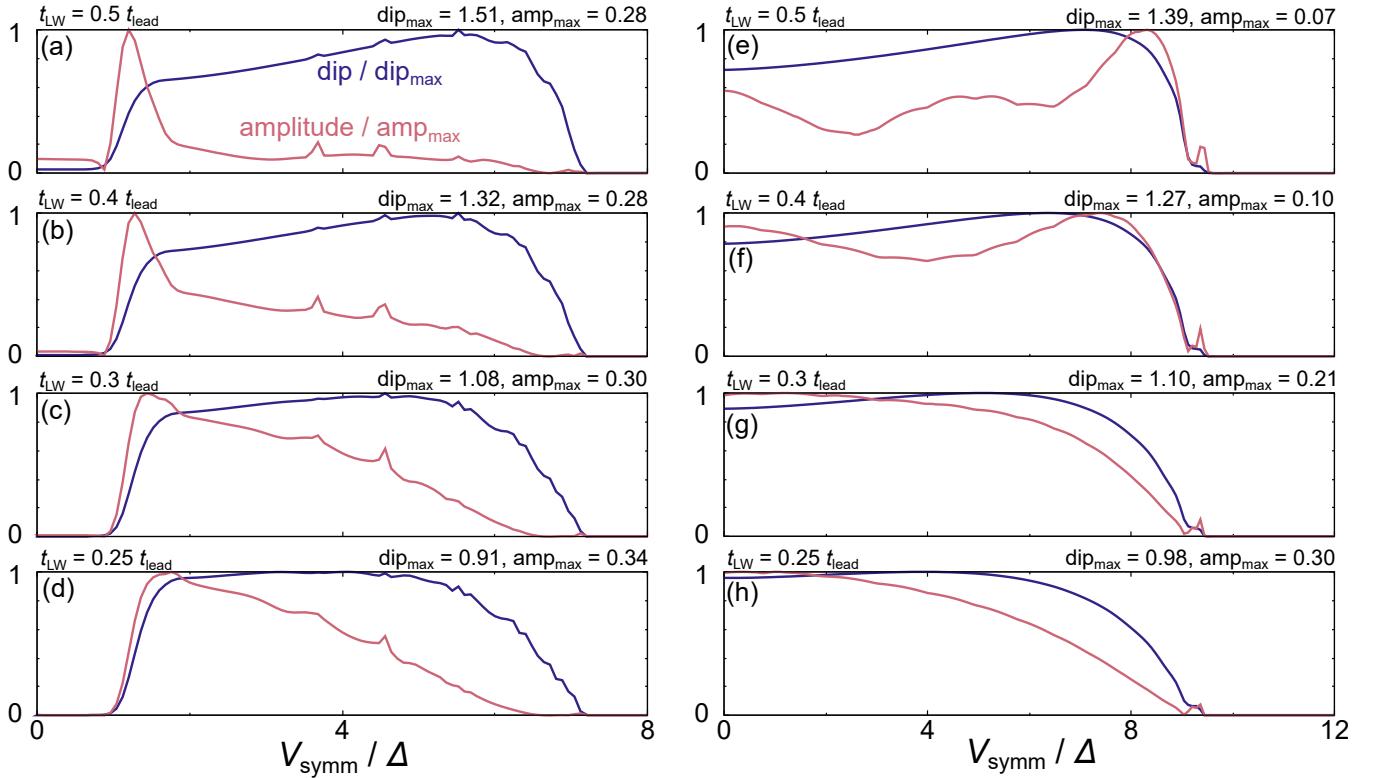 t_LW = 0.5 t_lead dip_max = 1.51, amp_max = 0.28
1
(a)
dip / dip_max
amplitude / amp_max
0
t_LW = 0.4 t_lead dip_max = 1.32, amp_max = 0.28
1
(b)
0
t_LW = 0.3 t_lead dip_max = 1.08, amp_max = 0.30
1
(c)
0
t_LW = 0.25 t_lead dip_max = 0.91, amp_max = 0.34
1
(d)
0
0 4 8
V_symm / Δ
t_LW = 0.5 t_lead dip_max = 1.39, amp_max = 0.07
1
(e)
0
t_LW = 0.4 t_lead dip_max = 1.27, amp_max = 0.10
1
(f)
0
t_LW = 0.3 t_lead dip_max = 1.10, amp_max = 0.21
1
(g)
0
t_LW = 0.25 t_lead dip_max = 0.98, amp_max = 0.30
1
(h)
0
0 4 8 12
V_symm / Δ